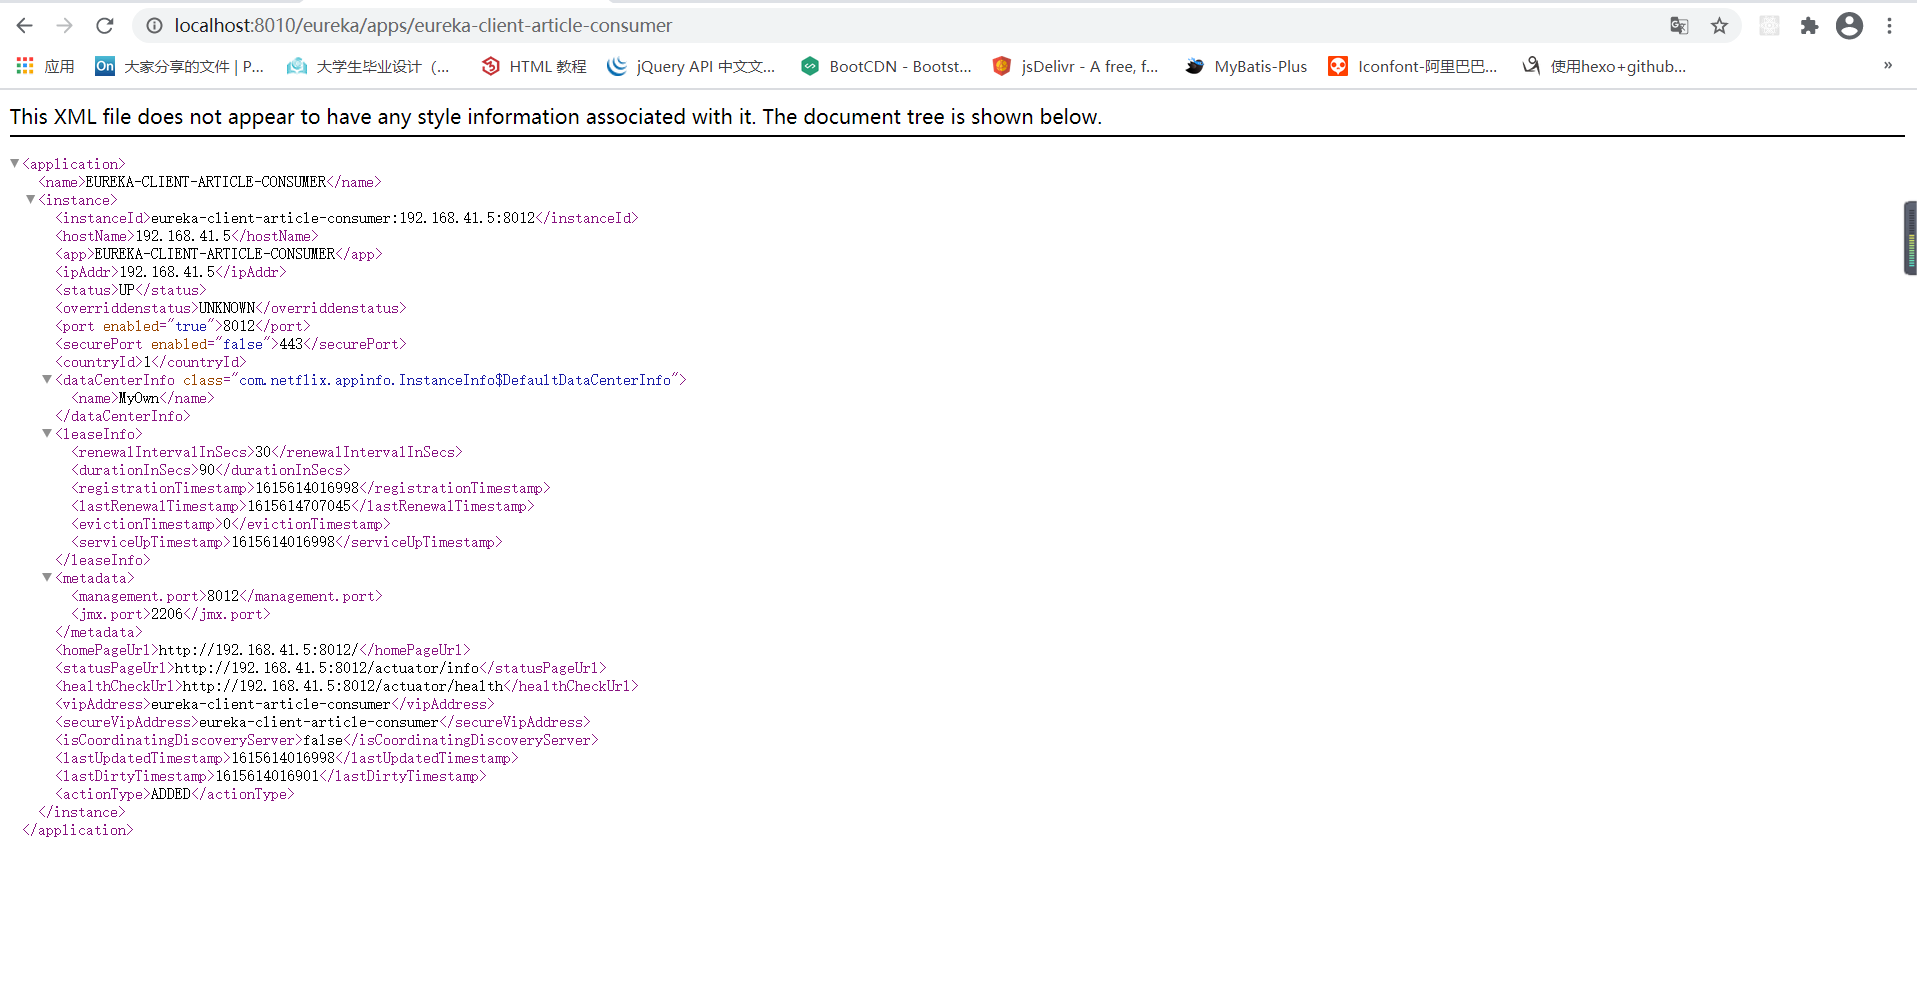 localhost:8010/eureka/apps/eureka-client-article-consumer
应用 On 大家分享的文件 | P... 大学生毕业设计（... HTML 教程 jQuery API 中文文... BootCDN - Bootst... jsDelivr - A free, f... MyBatis-Plus Iconfont-阿里巴巴... 使用hexo+github... »
This XML file does not appear to have any style information associated with it. The document tree is shown below.
<application>
<name>EUREKA-CLIENT-ARTICLE-CONSUMER</name>
<instance>
<instanceId>eureka-client-article-consumer:192.168.41.5:8012</instanceId>
<hostName>192.168.41.5</hostName>
<app>EUREKA-CLIENT-ARTICLE-CONSUMER</app>
<ipAddr>192.168.41.5</ipAddr>
<status>UP</status>
<overriddenstatus>UNKNOWN</overriddenstatus>
<port enabled="true">8012</port>
<securePort enabled="false">443</securePort>
<countryId>1</countryId>
<dataCenterInfo class="com.netflix.appinfo.InstanceInfo$DefaultDataCenterInfo">
<name>MyOwn</name>
</dataCenterInfo>
<leaseInfo>
<renewalIntervalInSecs>30</renewalIntervalInSecs>
<durationInSecs>90</durationInSecs>
<registrationTimestamp>1615614016998</registrationTimestamp>
<lastRenewalTimestamp>1615614707045</lastRenewalTimestamp>
<evictionTimestamp>0</evictionTimestamp>
<serviceUpTimestamp>1615614016998</serviceUpTimestamp>
</leaseInfo>
<metadata>
<management.port>8012</management.port>
<jmx.port>2206</jmx.port>
</metadata>
<homePageUrl>http://192.168.41.5:8012/</homePageUrl>
<statusPageUrl>http://192.168.41.5:8012/actuator/info</statusPageUrl>
<healthCheckUrl>http://192.168.41.5:8012/actuator/health</healthCheckUrl>
<vipAddress>eureka-client-article-consumer</vipAddress>
<secureVipAddress>eureka-client-article-consumer</secureVipAddress>
<isCoordinatingDiscoveryServer>false</isCoordinatingDiscoveryServer>
<lastUpdatedTimestamp>1615614016998</lastUpdatedTimestamp>
<lastDirtyTimestamp>1615614016901</lastDirtyTimestamp>
<actionType>ADDED</actionType>
</instance>
</application>